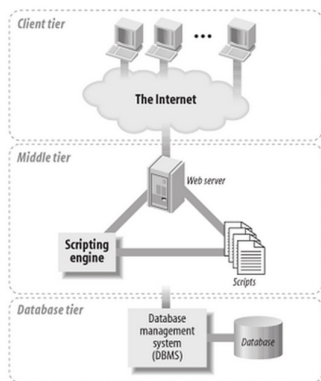 Client tier
The Internet
Middle tier
Web server
Scripting
engine
Scripts
Database tier
Database
management
system
(DBMS)
Database